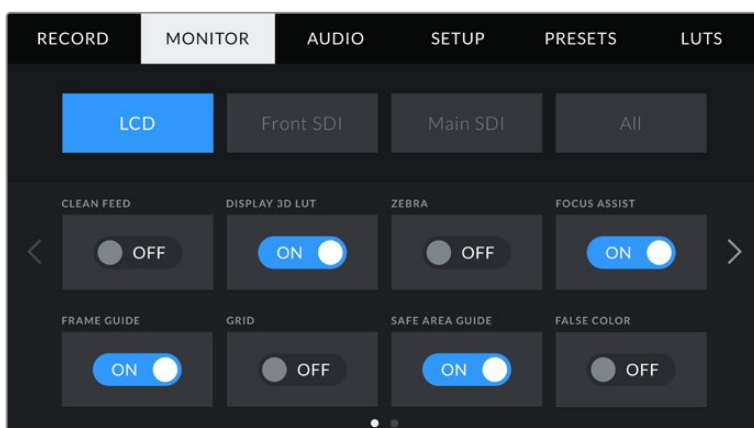 RECORD MONITOR AUDIO SETUP PRESETS LUTS
LCD Front SDI Main SDI All
CLEAN FEED DISPLAY 3D LUT ZEBRA FOCUS ASSIST
OFF ON OFF ON
FRAME GUIDE GRID SAFE AREA GUIDE FALSE COLOR
ON OFF ON OFF